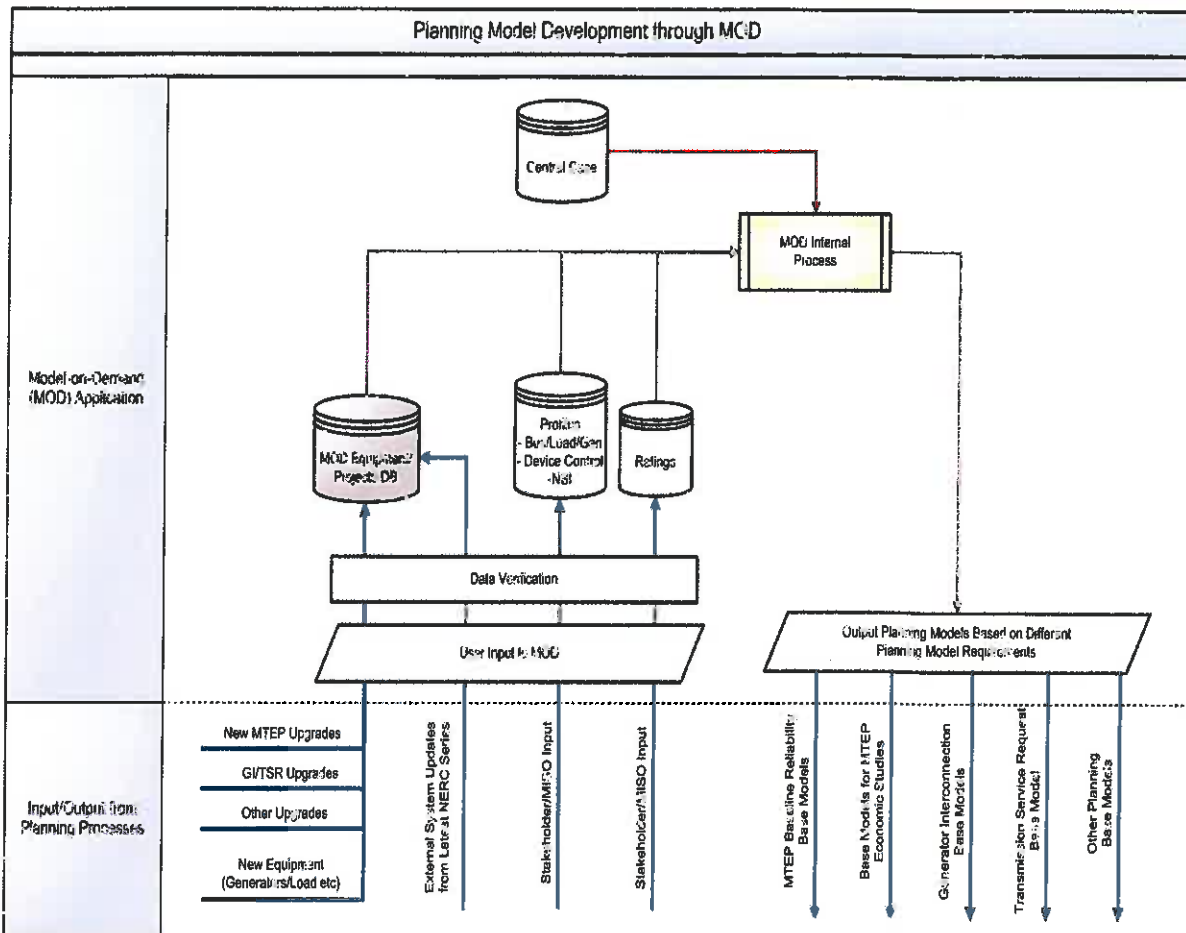 Planning Model Development through MOD
Central Case
MOD Internal
Process
Model-on-Demand
(MOD) Application
MOD Equipment/
Projects DB
Profiles
- Bus/Load/Gen
- Device Control
-NSI
Ratings
Data Verification
User Input to MOD
Output Planning Models Based on Different
Planning Model Requirements
Input/Output from
Planning Processes
New MTEP Upgrades
GI/TSR Upgrades
Other Upgrades
New Equipment
(Generators/Load etc)
External System Updates
from Latest NERC Series
Stakeholder/MISO Input
Stakeholder/MISO Input
MTEP Baseline Reliability
Base Models
Base Models for MTEP
Economic Studies
Generator Interconnection
Base Models
Transmission Service Request
Base Model
Other Planning
Base Models